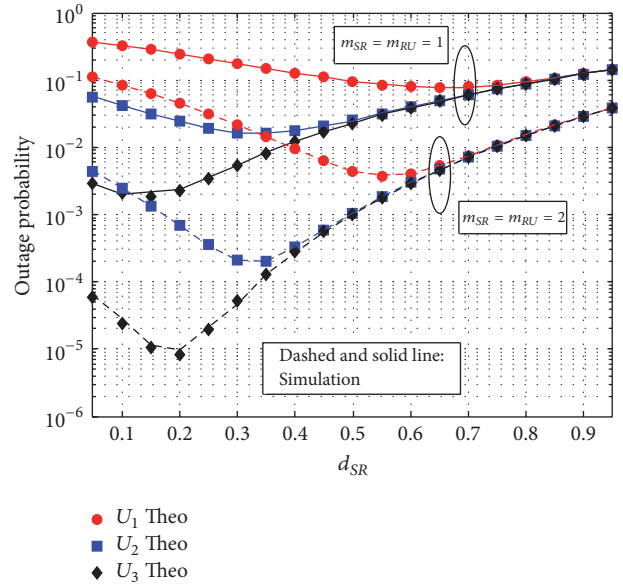 10^0
10^-1
10^-2
10^-3
10^-4
10^-5
10^-6
Outage probability
m_SR = m_RU = 1
m_SR = m_RU = 2
Dashed and solid line:
Simulation
0.1 0.2 0.3 0.4 0.5 0.6 0.7 0.8 0.9
d_SR
U_1 Theo
U_2 Theo
U_3 Theo